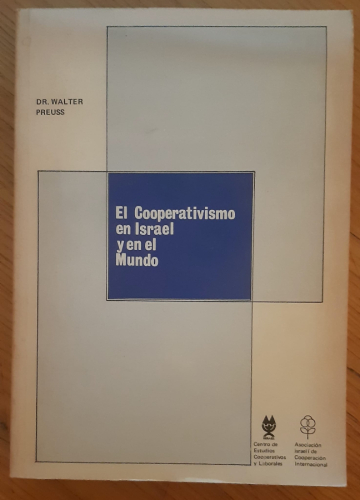 DR. WALTER
PREUSS
El Cooperativismo
en Israel
y en el
Mundo
Centro de
Estudios
Cooperativos
y Laborales
Asociación
Israelí de
Cooperación
Internacional